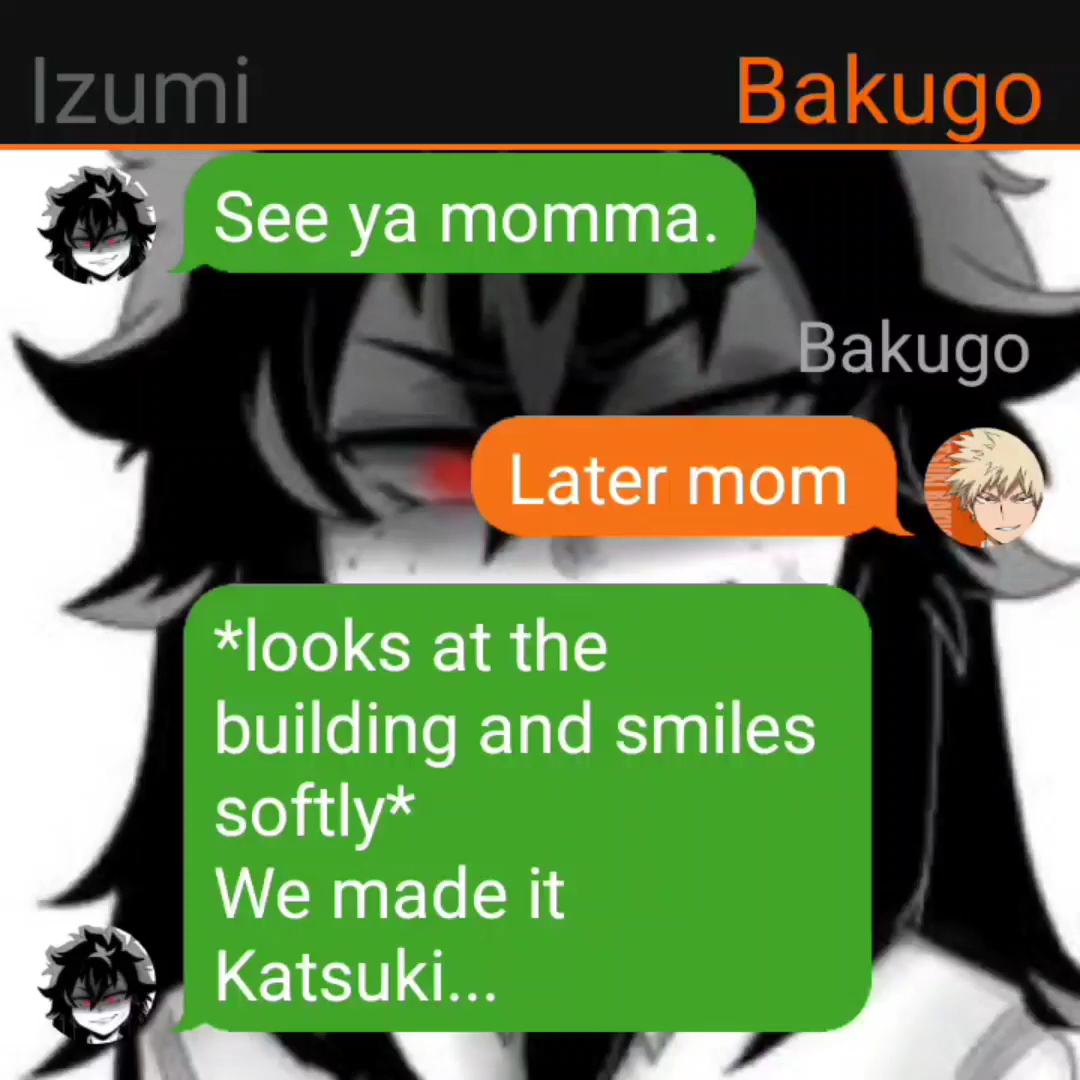 Izumi
Bakugo
See ya momma.
Bakugo
Later mom
*looks at the
building and smiles
softly*
We made it
Katsuki...